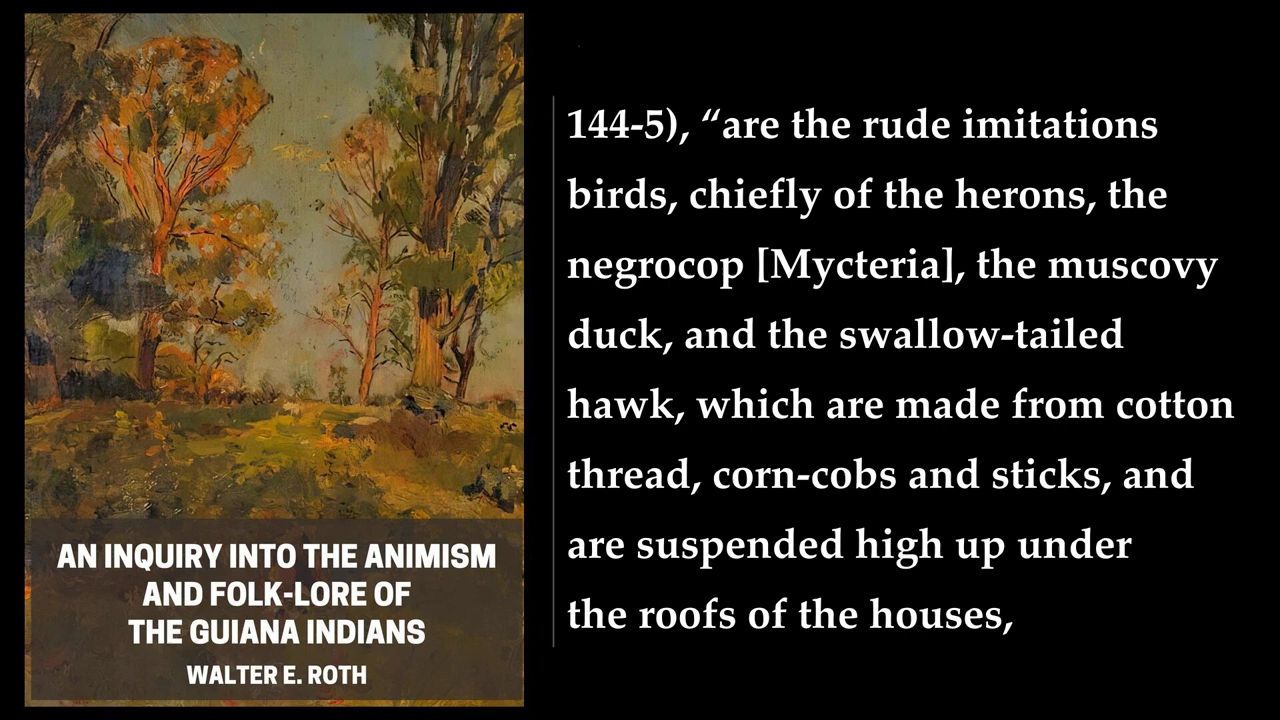 144-5), “are the rude imitations
birds, chiefly of the herons, the
negrocop [Mycteria], the muscovy
duck, and the swallow-tailed
hawk, which are made from cotton
thread, corn-cobs and sticks, and
are suspended high up under
the roofs of the houses,
AN INQUIRY INTO THE ANIMISM
AND FOLK-LORE OF
THE GUIANA INDIANS
WALTER E. ROTH